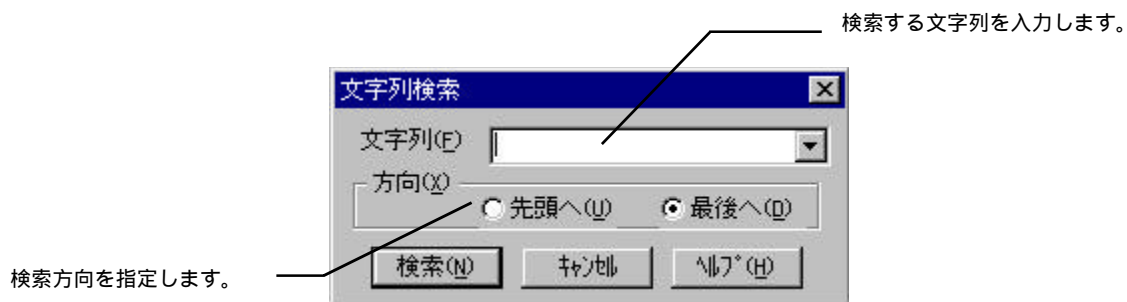 検索する文字列を入力します。
文字列検索
文字列(F)
方向(X)
先頭へ(U) 最後へ(D)
検索(N) ｷｬﾝｾﾙ ﾍﾙﾌﾟ(H)
検索方向を指定します。